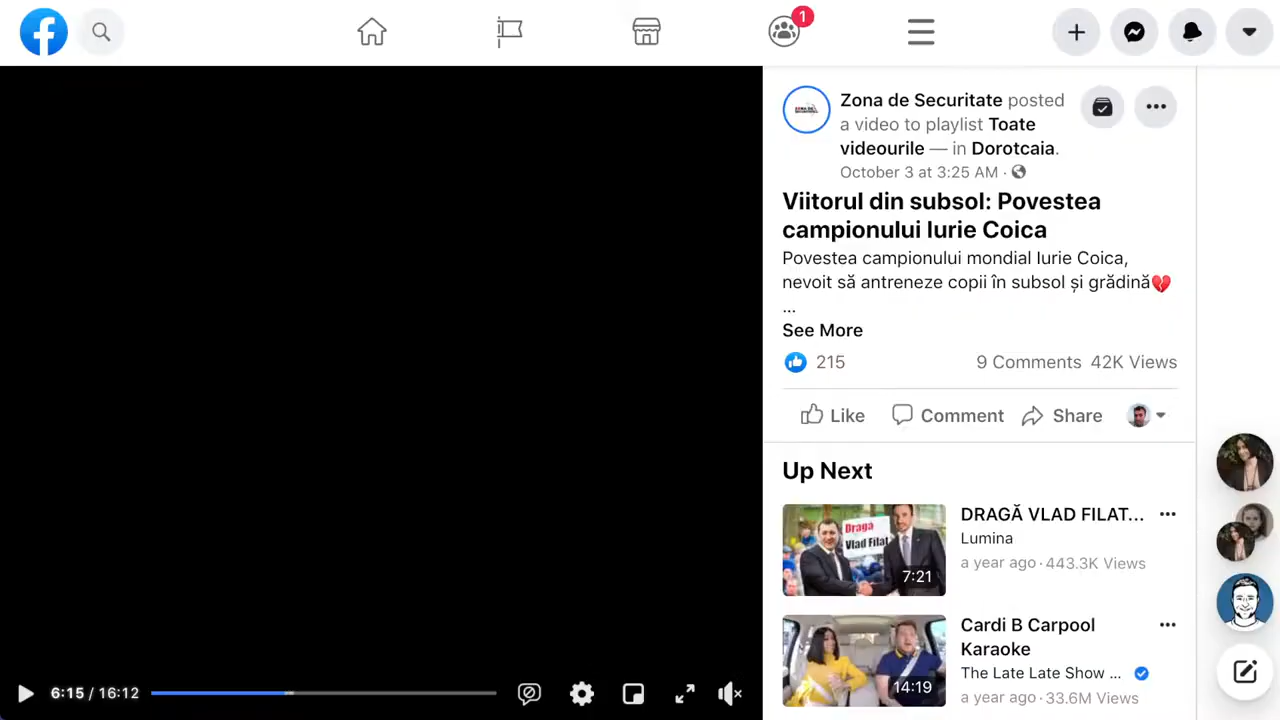 1
Zona de Securitate posted
a video to playlist Toate
videourile — in Dorotcaia.
October 3 at 3:25 AM ·
Viitorul din subsol: Povestea
campionului Iurie Coica
Povestea campionului mondial Iurie Coica,
nevoit să antreneze copii în subsol și grădină💔
...
See More
215
9 Comments 42K Views
Like Comment Share
Up Next
DRAGĂ VLAD FILAT...
Lumina
a year ago · 443.3K Views
Dragă
Vlad Filat
7:21
Cardi B Carpool
Karaoke
The Late Late Show ...
a year ago · 33.6M Views
14:19
6:15 / 16:12